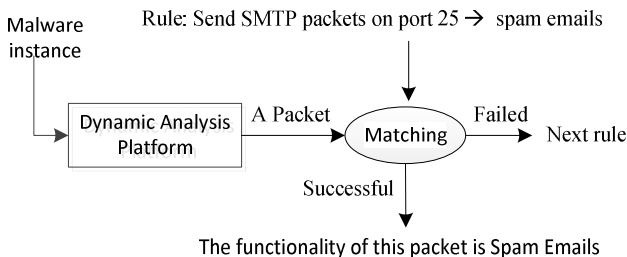 Malware
instance
Rule: Send SMTP packets on port 25 → spam emails
Dynamic Analysis
Platform
A Packet
Matching
Failed
Next rule
Successful
The functionality of this packet is Spam Emails